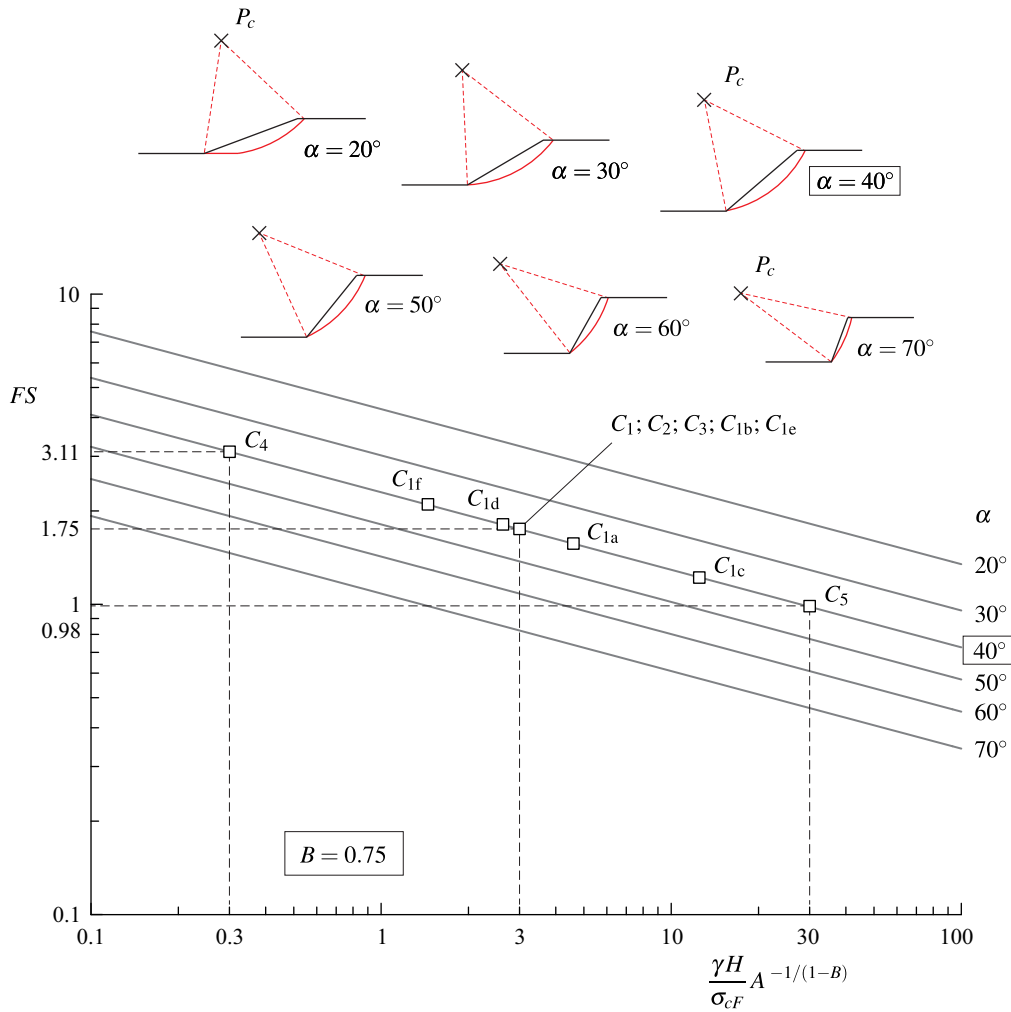 P_c
P_c
α = 20°
α = 30°
α = 40°
P_c
α = 50°
α = 60°
α = 70°
10
FS
C_1; C_2; C_3; C_1b; C_1e
C_4
3.11
C_1f
C_1d
1.75
C_1a
α
20°
C_1c
C_5
1
30°
0.98
40°
50°
60°
70°
B = 0.75
0.1
0.1 0.3 1 3 10 30 100
γH/σ_cF A^−1/(1−B)